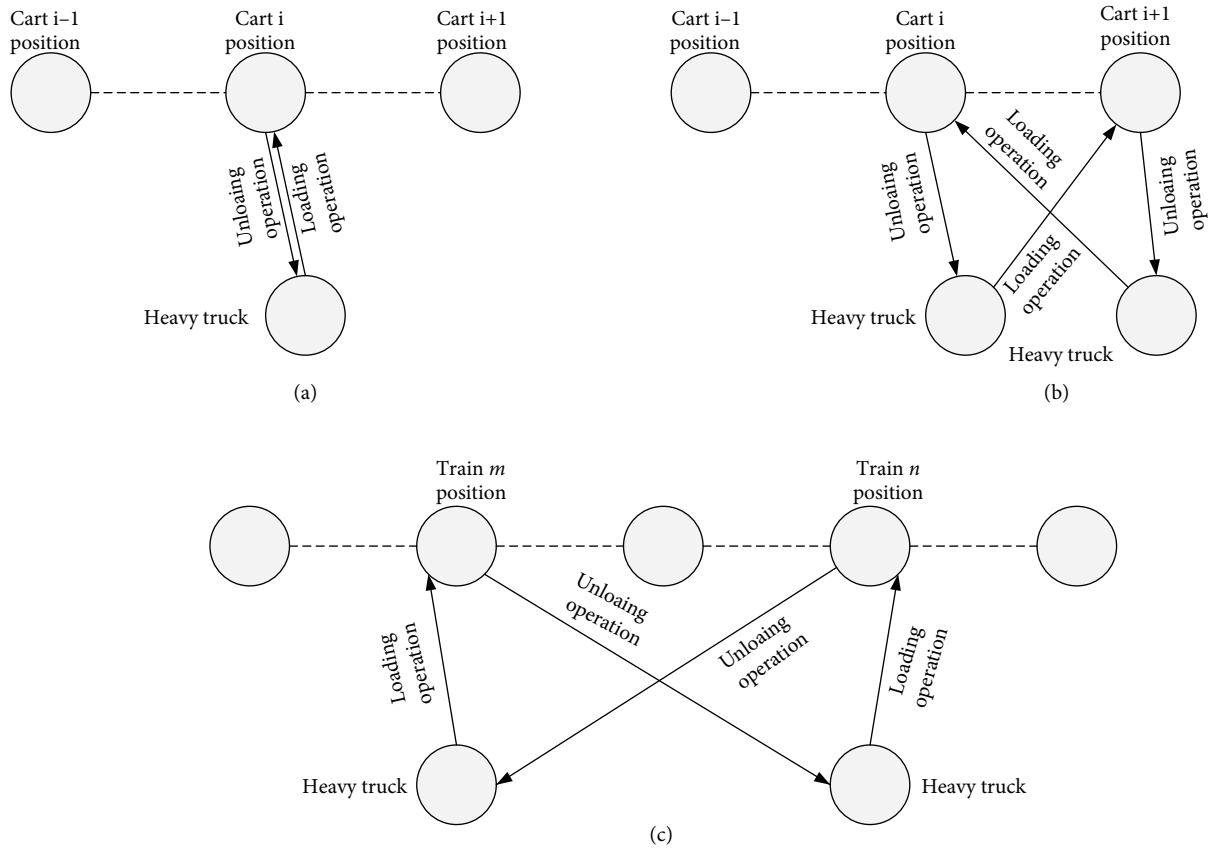 Cart i–1
position
Cart i
position
Cart i+1
position
Unloaing
operation
Loading
operation
Heavy truck
(a)
Cart i–1
position
Cart i
position
Cart i+1
position
Unloaing
operation
Loading
operation
Loading
operation
Unloaing
operation
Heavy truck
Heavy truck
(b)
Train m
position
Train n
position
Loading
operation
Unloaing
operation
Unloaing
operation
Loading
operation
Heavy truck
Heavy truck
(c)